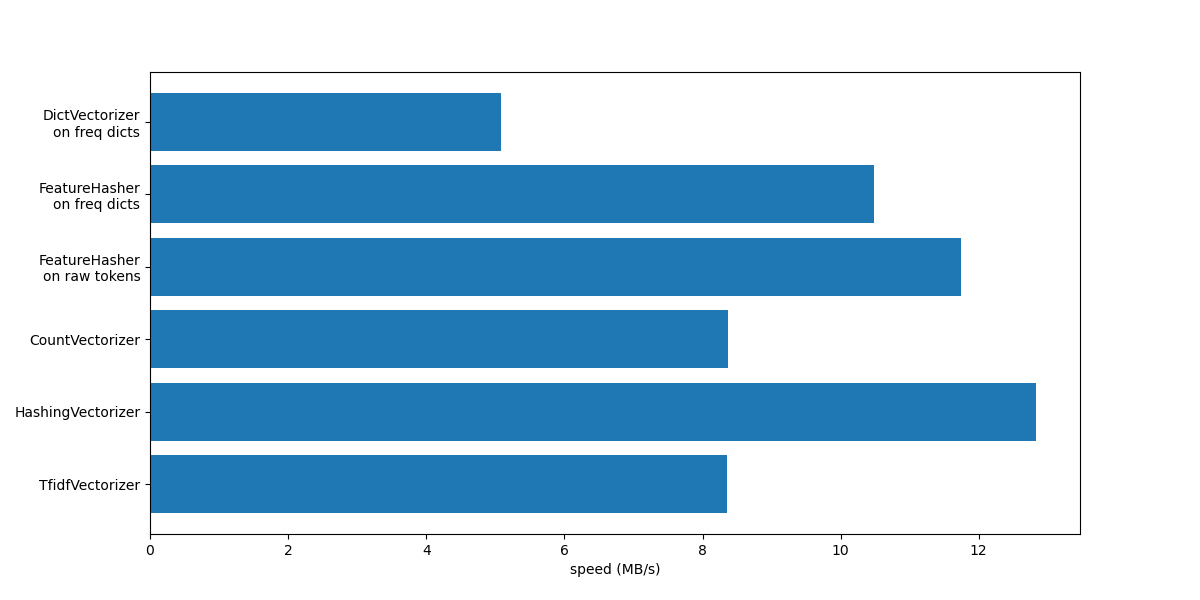 DictVectorizer
on freq dicts
FeatureHasher
on freq dicts
FeatureHasher
on raw tokens
CountVectorizer
HashingVectorizer
TfidfVectorizer
0 2 4 6 8 10 12
speed (MB/s)